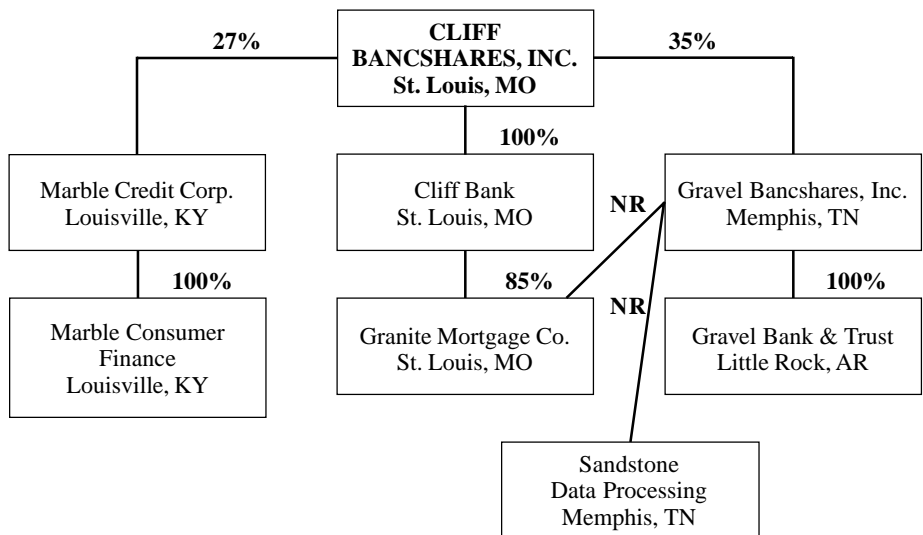 27%
CLIFF
BANCSHARES, INC.
St. Louis, MO
35%
100%
Marble Credit Corp.
Louisville, KY
Cliff Bank
St. Louis, MO
NR
Gravel Bancshares, Inc.
Memphis, TN
100%
85%
NR
100%
Marble Consumer
Finance
Louisville, KY
Granite Mortgage Co.
St. Louis, MO
Gravel Bank & Trust
Little Rock, AR
Sandstone
Data Processing
Memphis, TN